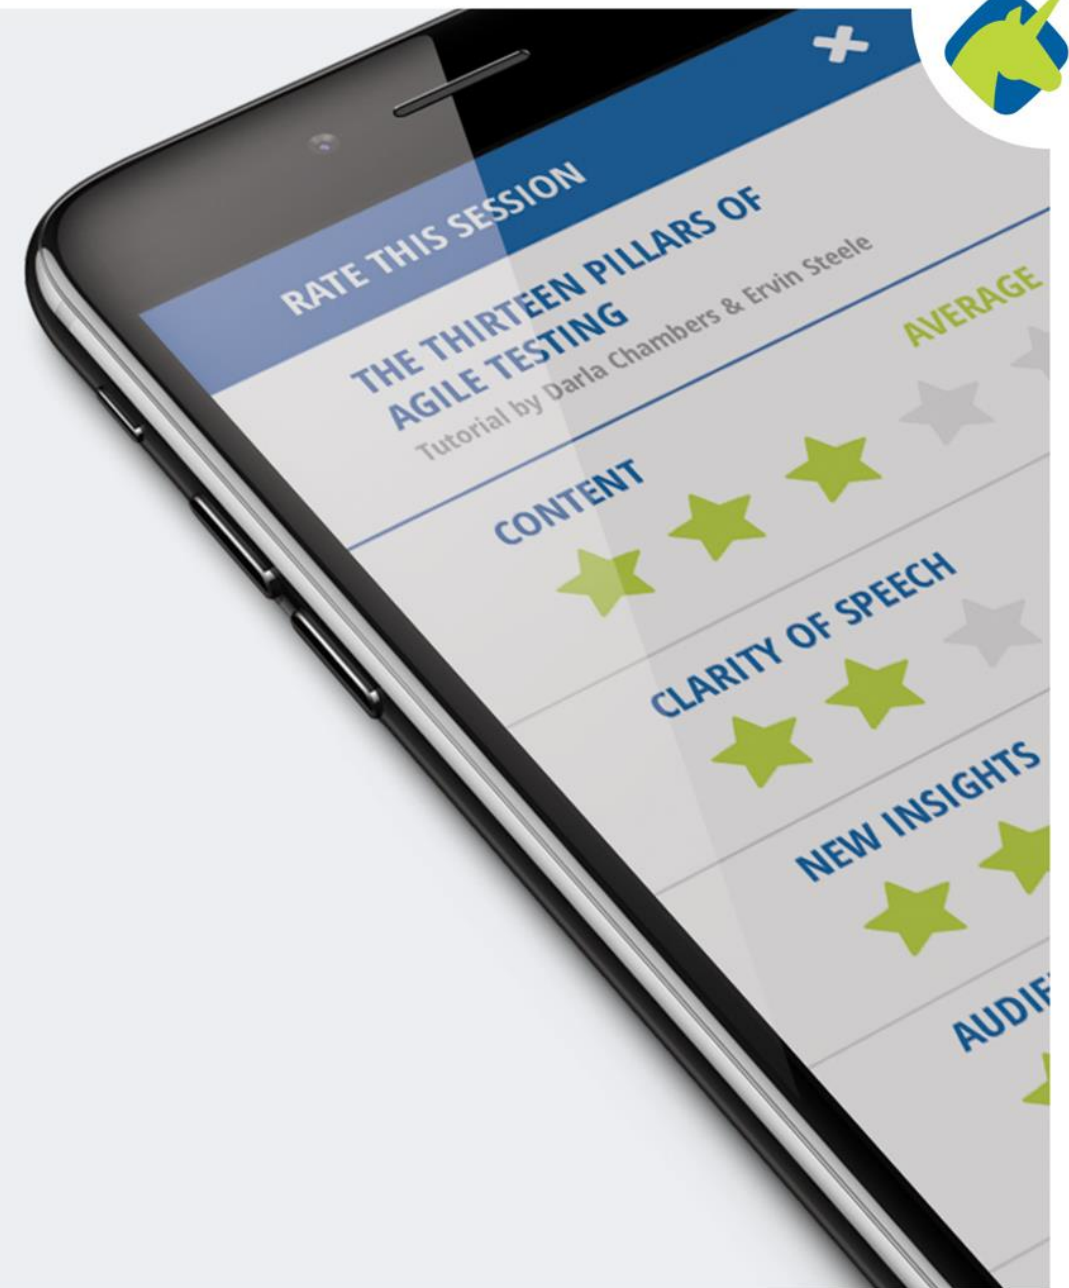 RATE THIS SESSION
THE THIRTEEN PILLARS OF
AGILE TESTING
Tutorial by Darla Chambers & Ervin Steele
CONTENT
AVERAGE
CLARITY OF SPEECH
NEW INSIGHTS